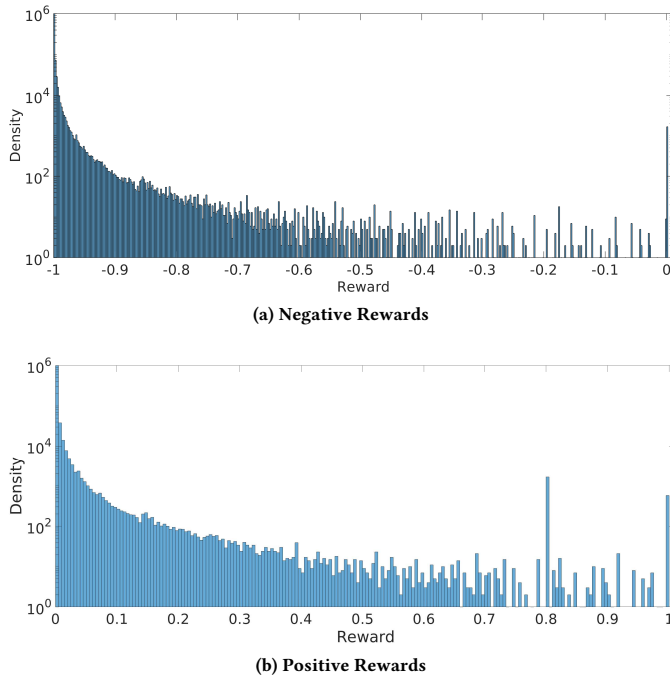 10^6
10^4
10^2
10^0
Density
-1 -0.9 -0.8 -0.7 -0.6 -0.5 -0.4 -0.3 -0.2 -0.1 0
Reward
(a) Negative Rewards
10^6
10^4
10^2
10^0
Density
0 0.1 0.2 0.3 0.4 0.5 0.6 0.7 0.8 0.9 1
Reward
(b) Positive Rewards